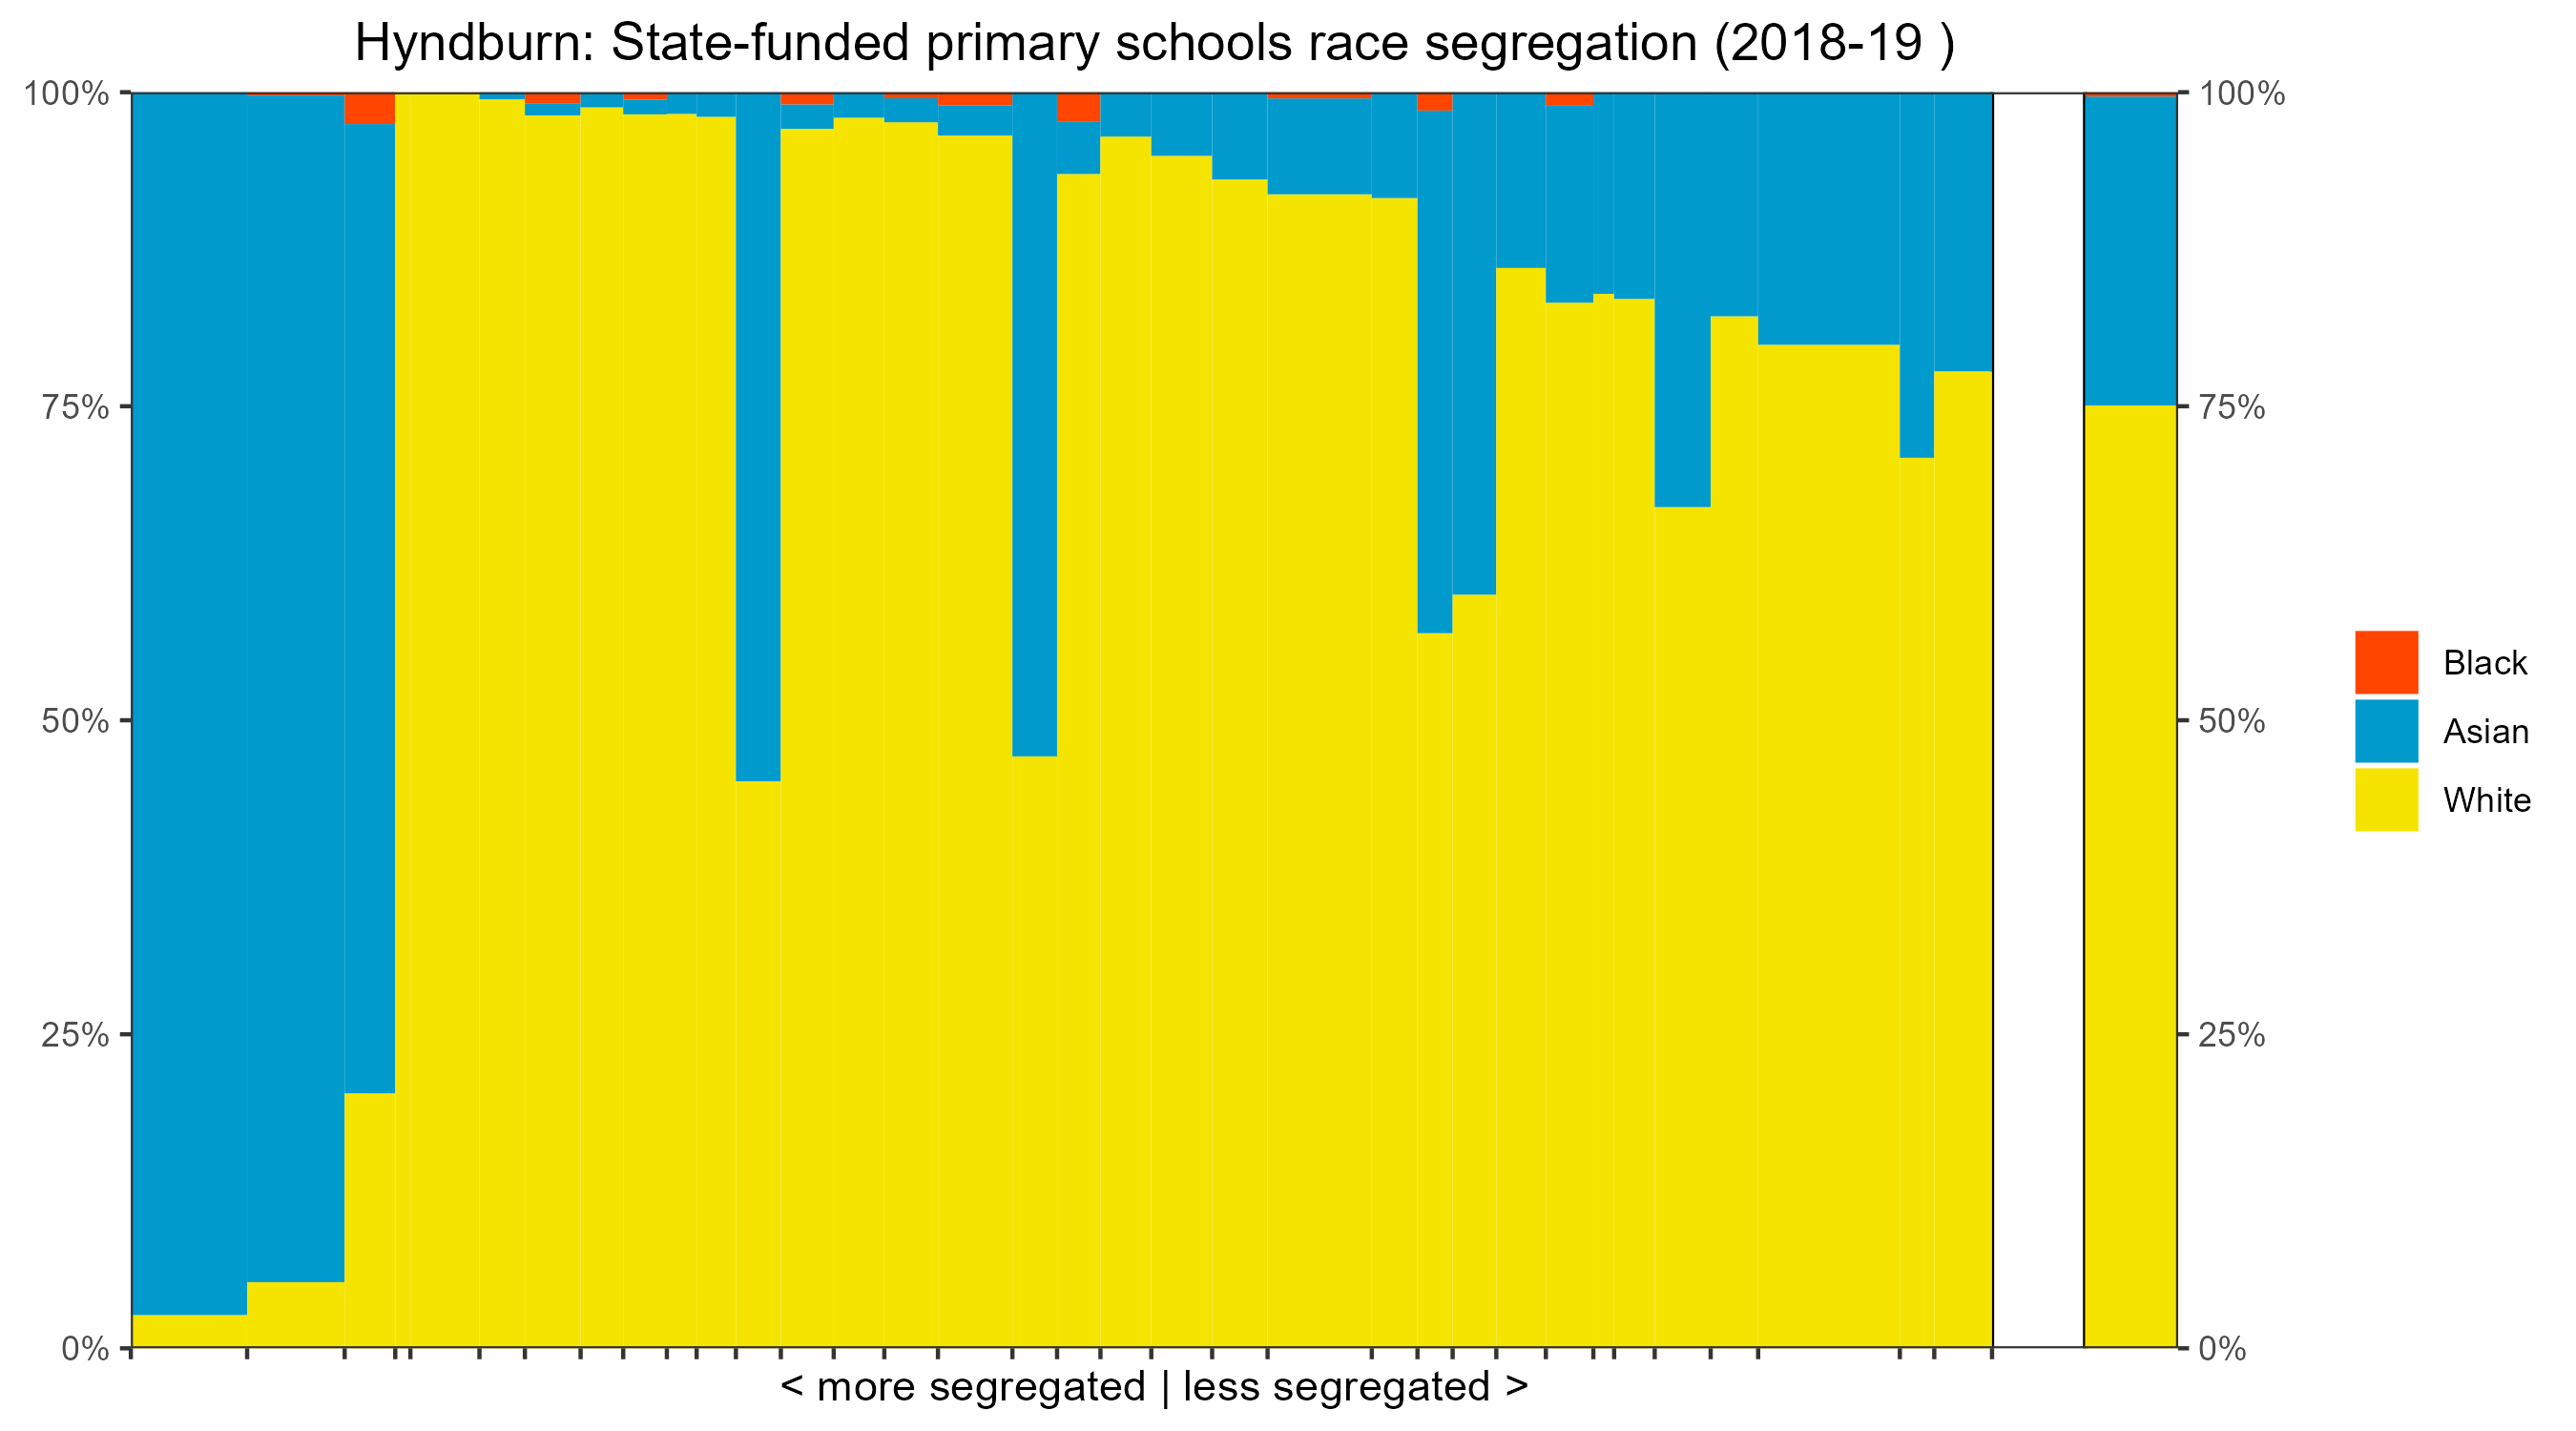 Hyndburn: State-funded primary schools race segregation (2018-19 )
100%
75%
50%
25%
0%
100%
75%
50%
25%
0%
Black
Asian
White
< more segregated | less segregated >